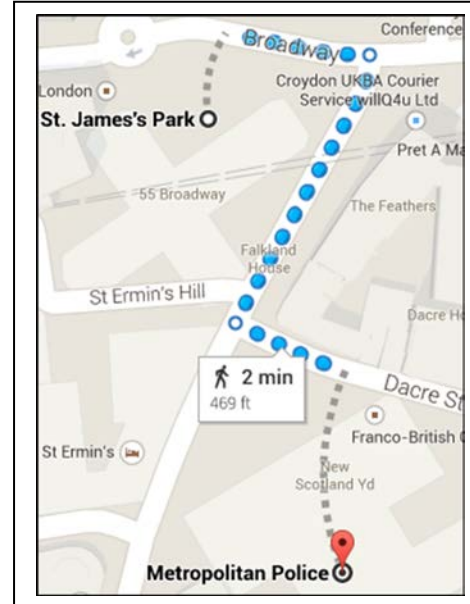 Conference
Broadway
London
Croydon UKBA Courier
Service willQ4u Ltd
St. James's Park
Pret A Ma
55 Broadway
The Feathers
Falkland
House
St Ermin's Hill
Dacre Ho
2 min
469 ft
Dacre St
Franco-British C
St Ermin's
New
Scotland Yd
Metropolitan Police